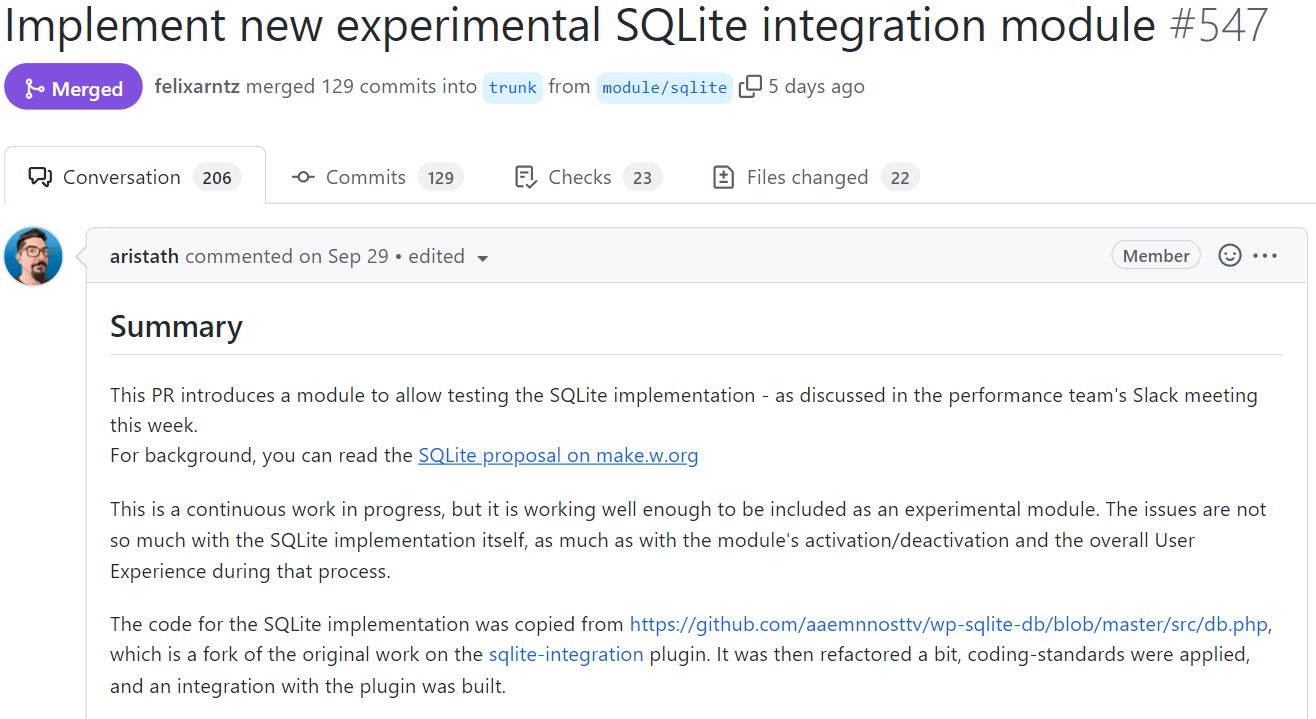 Implement new experimental SQLite integration module #547
Merged felixarntz merged 129 commits into trunk from module/sqlite 5 days ago
Conversation 206 Commits 129 Checks 23 Files changed 22
aristath commented on Sep 29 • edited Member
Summary
This PR introduces a module to allow testing the SQLite implementation - as discussed in the performance team's Slack meeting
this week.
For background, you can read the SQLite proposal on make.w.org
This is a continuous work in progress, but it is working well enough to be included as an experimental module. The issues are not
so much with the SQLite implementation itself, as much as with the module's activation/deactivation and the overall User
Experience during that process.
The code for the SQLite implementation was copied from https://github.com/aaemnnosttv/wp-sqlite-db/blob/master/src/db.php,
which is a fork of the original work on the sqlite-integration plugin. It was then refactored a bit, coding-standards were applied,
and an integration with the plugin was built.